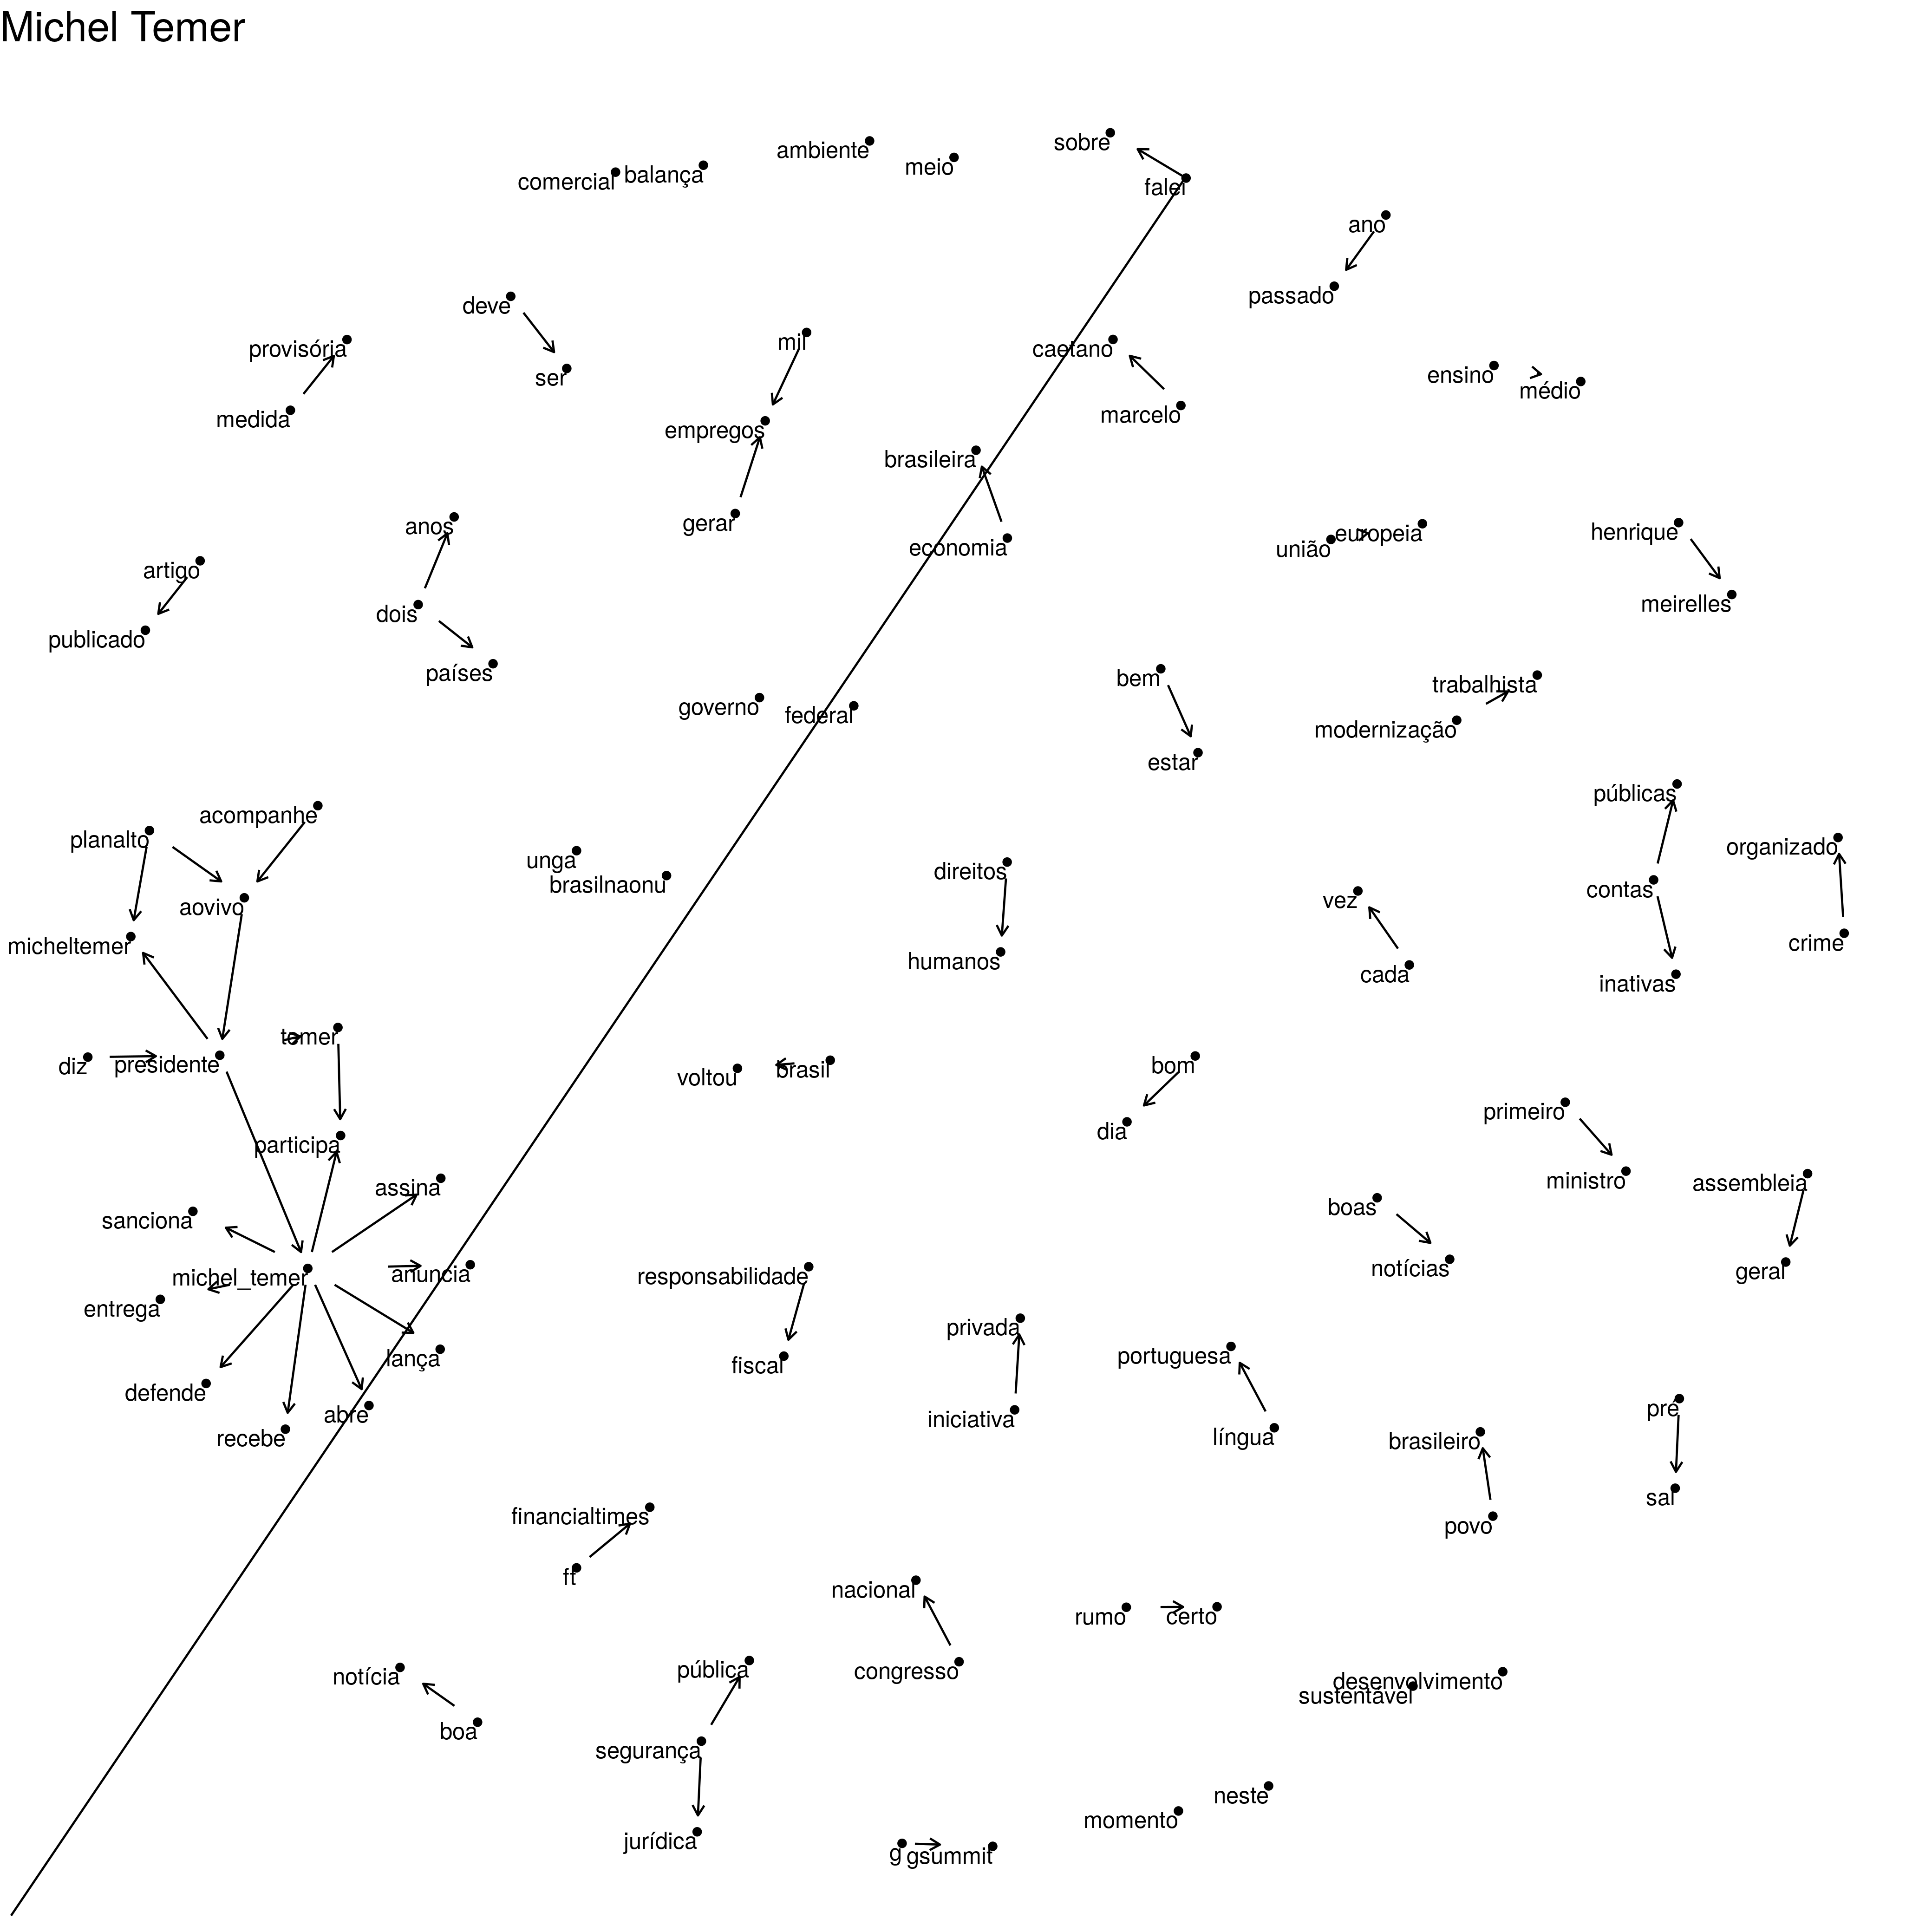 Michel Temer
sobre
ambiente
meio
comercial
balança
falei
ano
passado
deve
provisória
mil
caetano
ser
ensino
médio
medida
marcelo
empregos
brasileira
anos
gerar
economia
união
europeia
henrique
artigo
meirelles
dois
publicado
países
bem
trabalhista
governo
federal
modernização
estar
públicas
acompanhe
planalto
organizado
unga
brasilnaonu
direitos
contas
vez
aovivo
crime
micheltemer
humanos
cada
inativas
temer
diz
presidente
voltou
brasil
bom
primeiro
dia
participa
ministro
assembleia
assina
sanciona
boas
michel_temer
anuncia
responsabilidade
notícias
geral
entrega
privada
lança
fiscal
portuguesa
defende
abre
iniciativa
pré
recebe
língua
brasileiro
sal
financialtimes
povo
ft
nacional
rumo
certo
notícia
pública
congresso
desenvolvimento
sustentável
boa
segurança
neste
momento
jurídica
g
gsummit